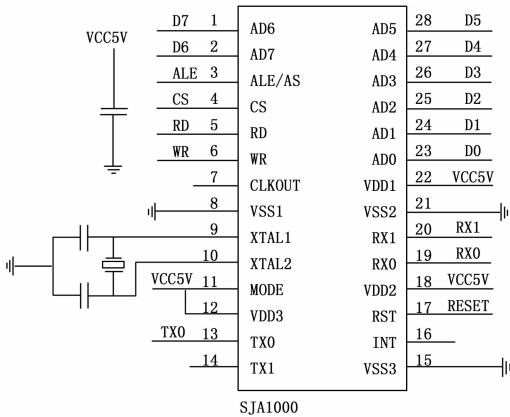 VCC5V
D7 1 AD6 AD5 28 D5
D6 2 AD7 AD4 27 D4
ALE 3 ALE/AS AD3 26 D3
CS 4 CS AD2 25 D2
RD 5 RD AD1 24 D1
WR 6 WR AD0 23 D0
7 CLKOUT VDD1 22 VCC5V
8 VSS1 VSS2 21
9 XTAL1 RX1 20 RX1
10 XTAL2 RX0 19 RX0
VCC5V 11 MODE VDD2 18 VCC5V
12 VDD3 RST 17 RESET
TX0 13 TX0 INT 16
14 TX1 VSS3 15
SJA1000